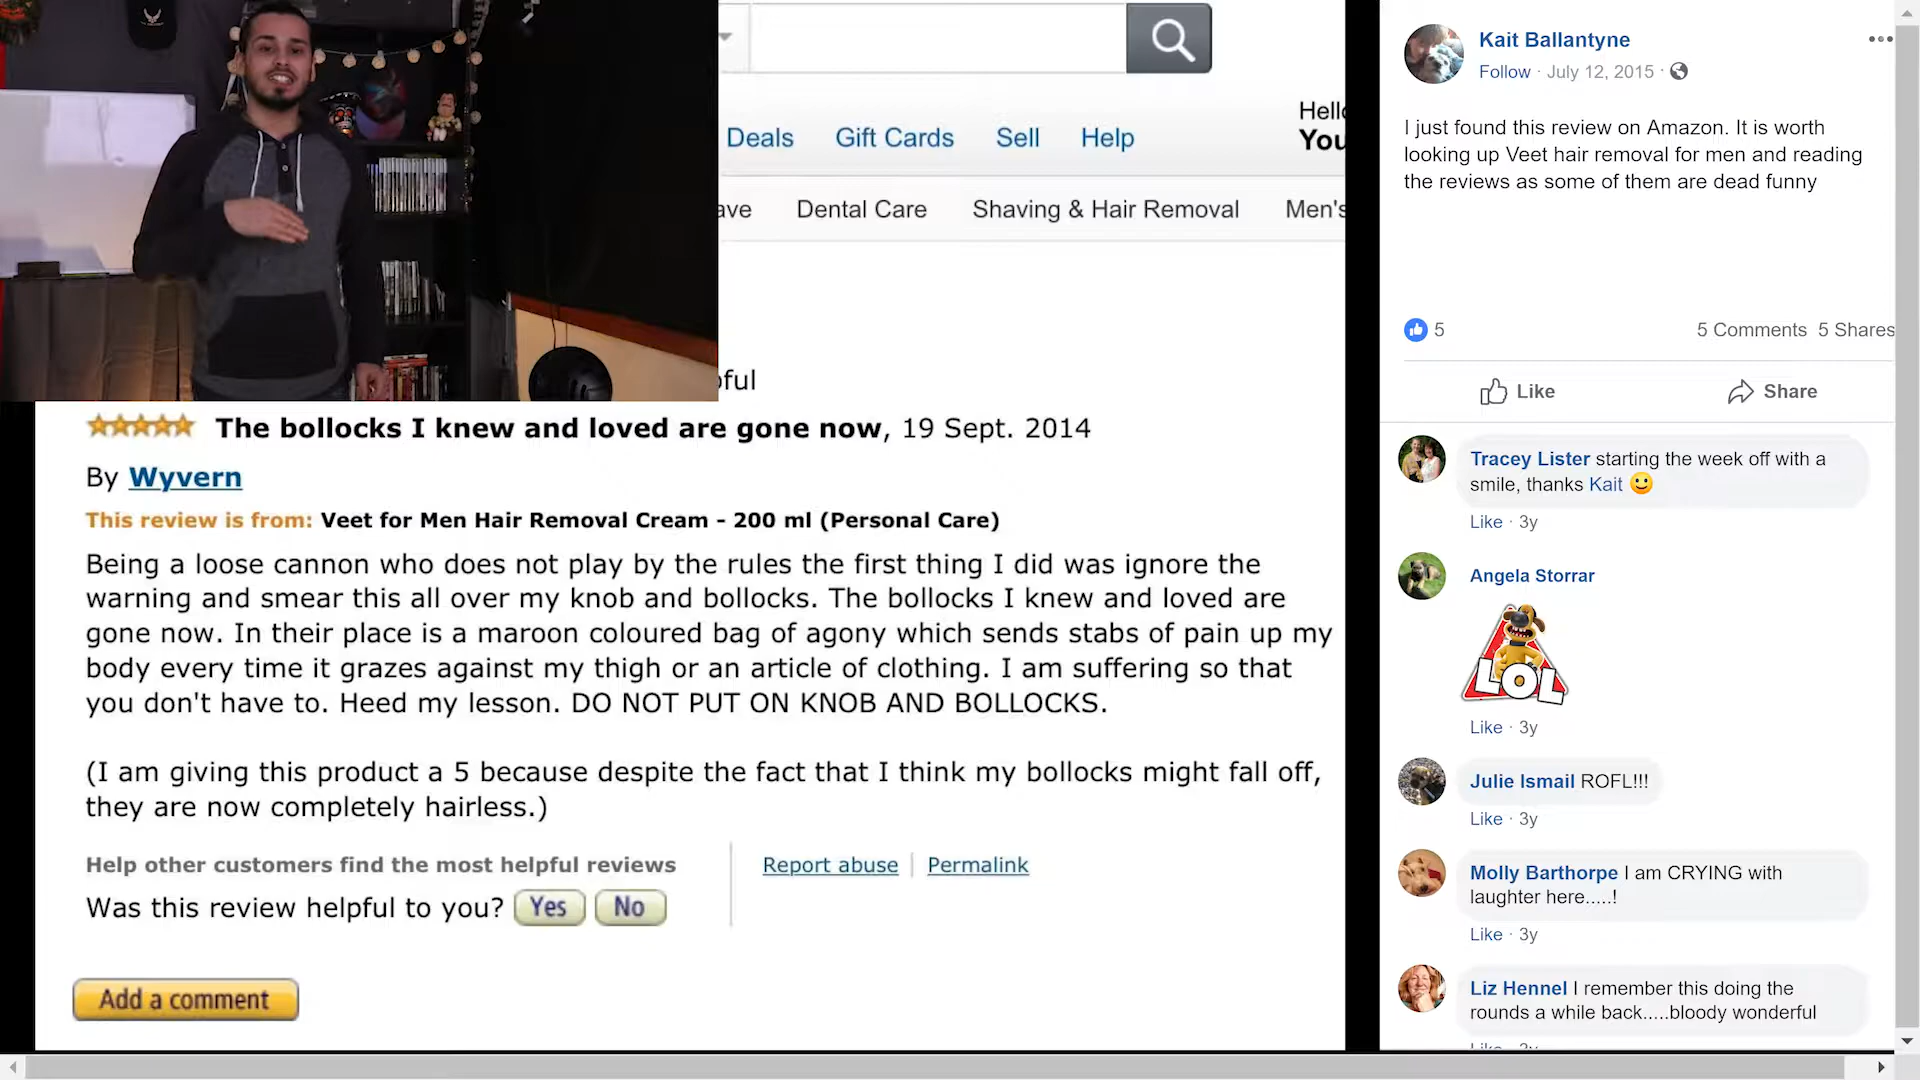 Deals Gift Cards Sell Help
Hello
You
Dental Care Shaving & Hair Removal Men's
The bollocks I knew and loved are gone now, 19 Sept. 2014
By Wyvern
This review is from: Veet for Men Hair Removal Cream - 200 ml (Personal Care)
Being a loose cannon who does not play by the rules the first thing I did was ignore the
warning and smear this all over my knob and bollocks. The bollocks I knew and loved are
gone now. In their place is a maroon coloured bag of agony which sends stabs of pain up my
body every time it grazes against my thigh or an article of clothing. I am suffering so that
you don't have to. Heed my lesson. DO NOT PUT ON KNOB AND BOLLOCKS.
(I am giving this product a 5 because despite the fact that I think my bollocks might fall off,
they are now completely hairless.)
Help other customers find the most helpful reviews
Was this review helpful to you? Yes No
Report abuse Permalink
Add a comment
Kait Ballantyne
Follow · July 12, 2015 ·
I just found this review on Amazon. It is worth
looking up Veet hair removal for men and reading
the reviews as some of them are dead funny
5
5 Comments 5 Shares
Like Share
Tracey Lister starting the week off with a
smile, thanks Kait
Like · 3y
Angela Storrar
LOL
Like · 3y
Julie Ismail ROFL!!!
Like · 3y
Molly Barthorpe I am CRYING with
laughter here.....!
Like · 3y
Liz Hennel I remember this doing the
rounds a while back.....bloody wonderful
Like · 3y